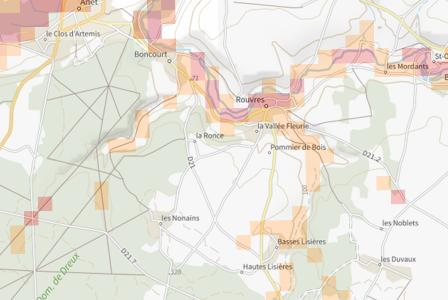 Anet
le Clos d'Artemis
Boncourt
St-O
les Mordants
71
Rouvres
la Vallée Fleurie
la Ronce
Pommier de Bois
D21
D21.2
les Nonains
les Noblets
Basses Lisières
D21.7
les Duvaux
Hautes Lisières
Dom. de Dreux